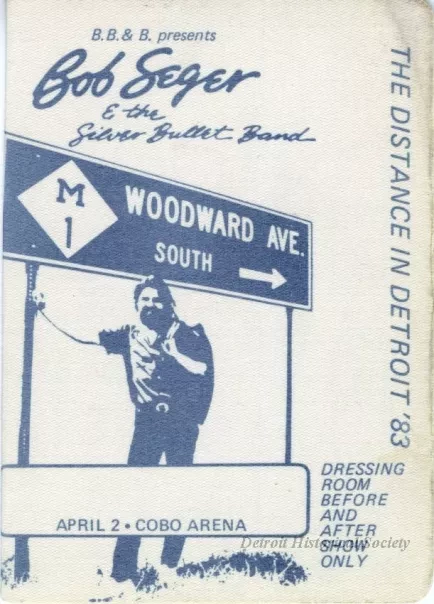 B.B. & B. presents
Bob Seger
& the
Silver Bullet Band
THE DISTANCE IN DETROIT '83
M
1
WOODWARD AVE.
SOUTH
APRIL 2 • COBO ARENA
DRESSING
ROOM
BEFORE
AND
AFTER
SHOW
ONLY
Detroit Historical Society